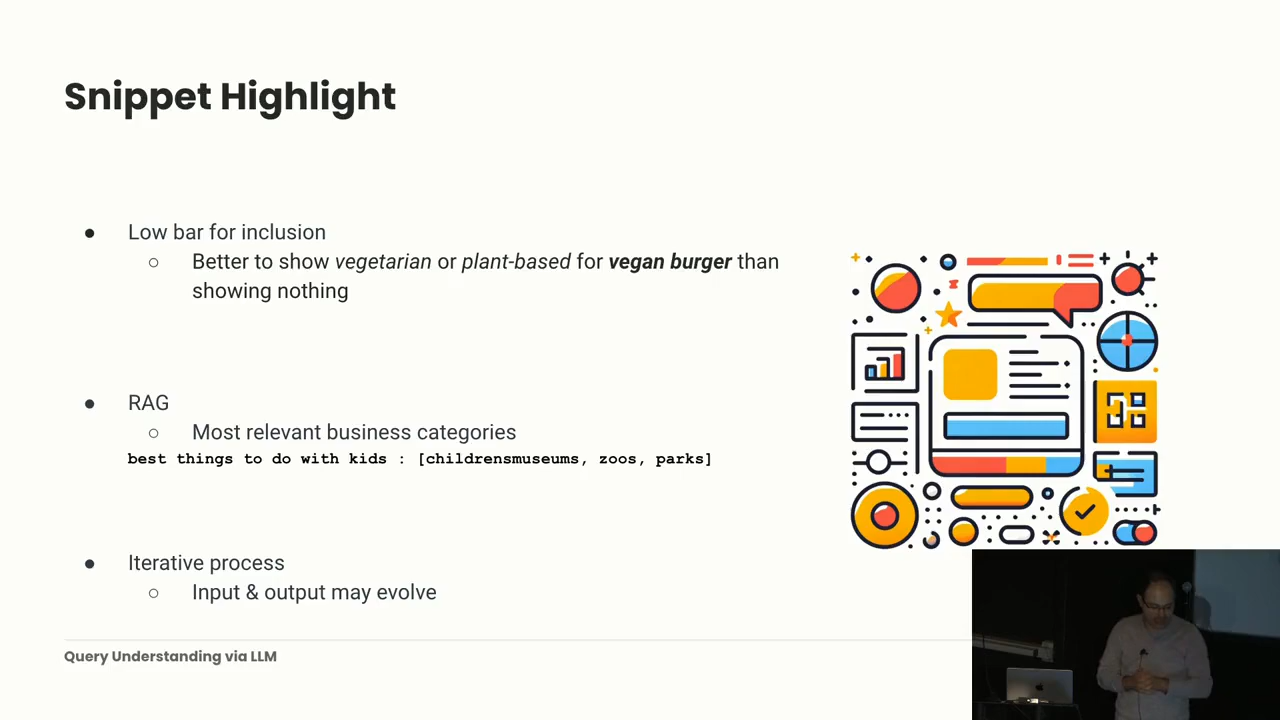 Snippet Highlight
● Low bar for inclusion
○ Better to show vegetarian or plant-based for vegan burger than
showing nothing
● RAG
○ Most relevant business categories
best things to do with kids : [childrensmuseums, zoos, parks]
● Iterative process
○ Input & output may evolve
Query Understanding via LLM